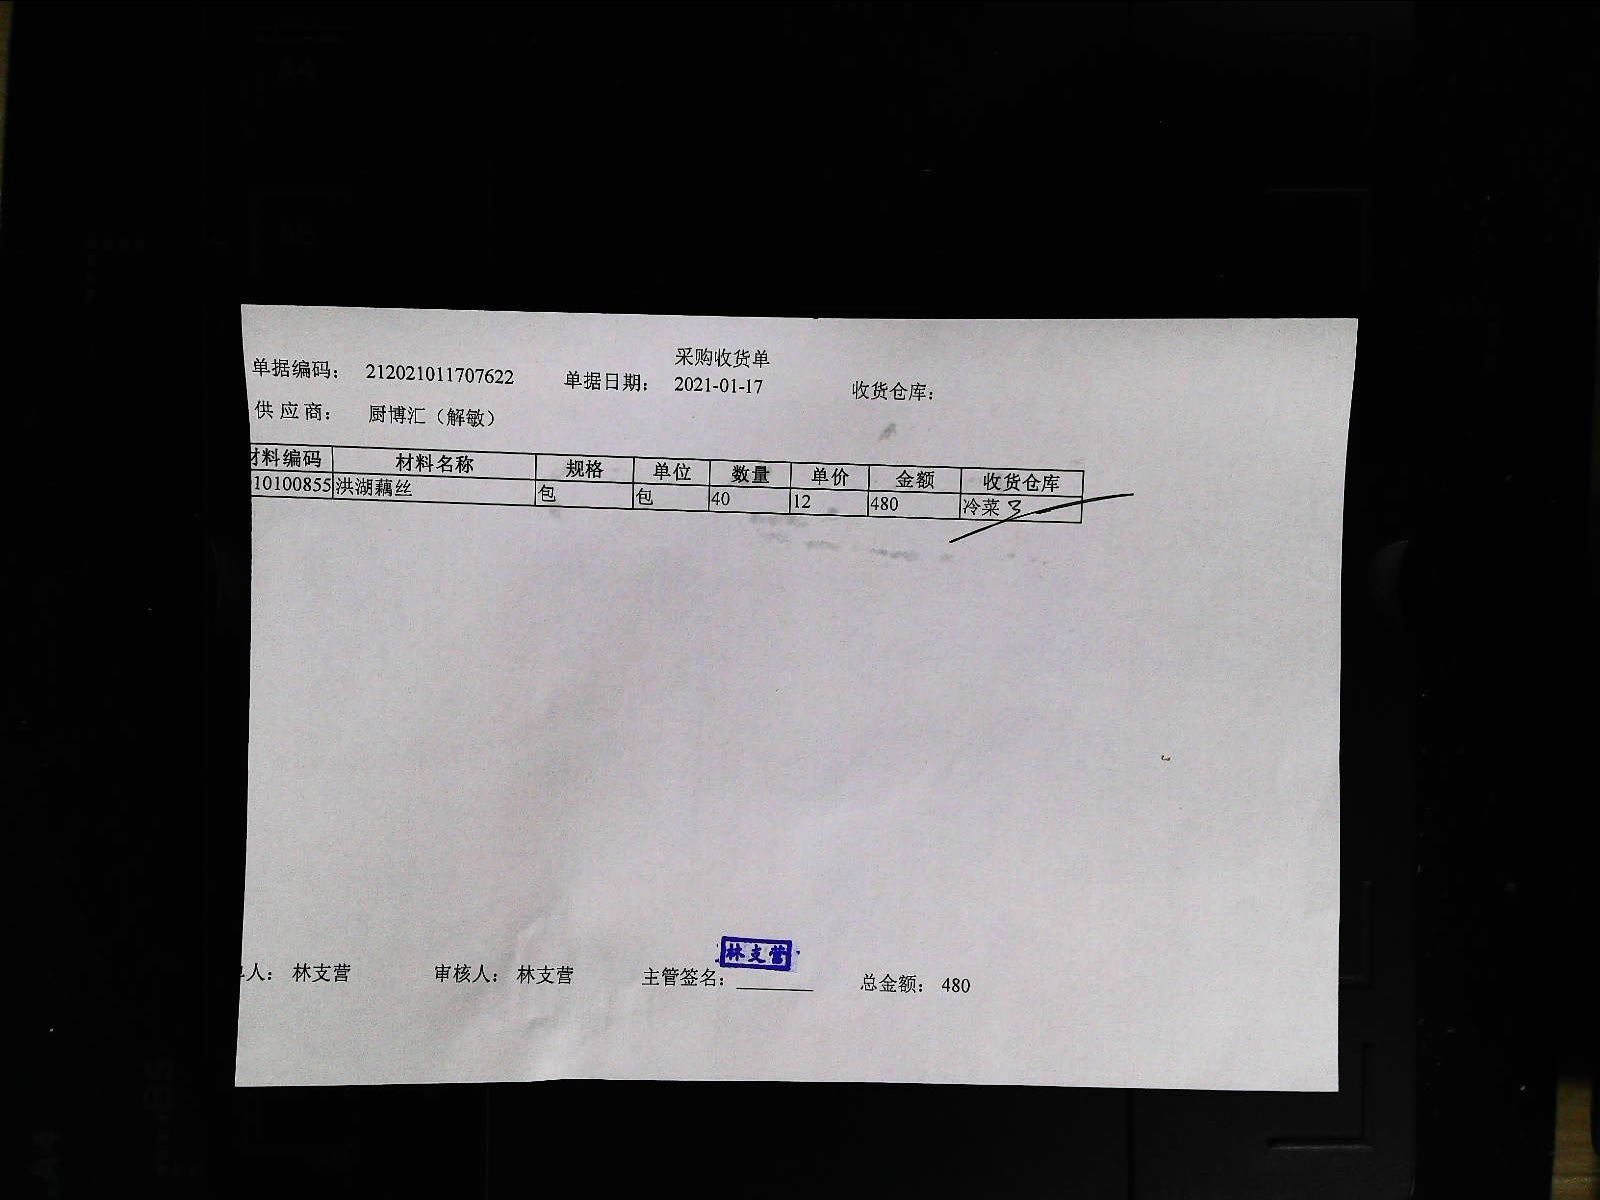 采购收货单
单据编码： 212021011707622 单据日期： 2021-01-17 收货仓库：
供应商： 厨博汇（解敏）
材料编码 材料名称 规格 单位 数量 单价 金额 收货仓库
10100855 洪湖藕丝 包 包 40 12 480 冷菜
林支营
人： 林支营 审核人： 林支营 主管签名： 总金额： 480